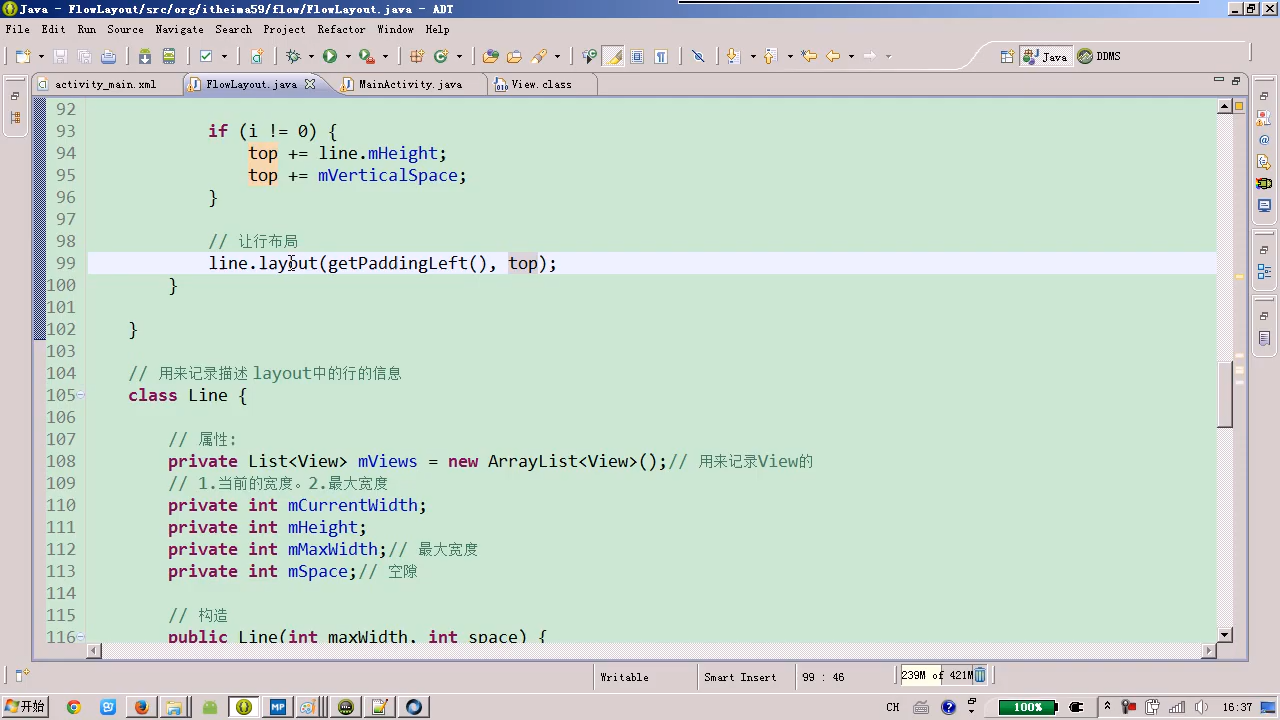 Java - FlowLayout/src/org/itheima59/flow/FlowLayout.java - ADT
File Edit Run Source Navigate Search Project Refactor Window Help
Java DDMS
activity_main.xml FlowLayout.java MainActivity.java View.class
92
93 if (i != 0) {
94 top += line.mHeight;
95 top += mVerticalSpace;
96 }
97
98 // 让行布局
99 line.layout(getPaddingLeft(), top);
100 }
101
102 }
103
104 // 用来记录描述layout中的行的信息
105 class Line {
106
107 // 属性:
108 private List<View> mViews = new ArrayList<View>();// 用来记录View的
109 // 1.当前的宽度。2.最大宽度
110 private int mCurrentWidth;
111 private int mHeight;
112 private int mMaxWidth;// 最大宽度
113 private int mSpace;// 空隙
114
115 // 构造
116 public Line(int maxWidth, int space) {
Writable Smart Insert 99 : 46 239M of 421M
开始 MP CH 100% 16:37